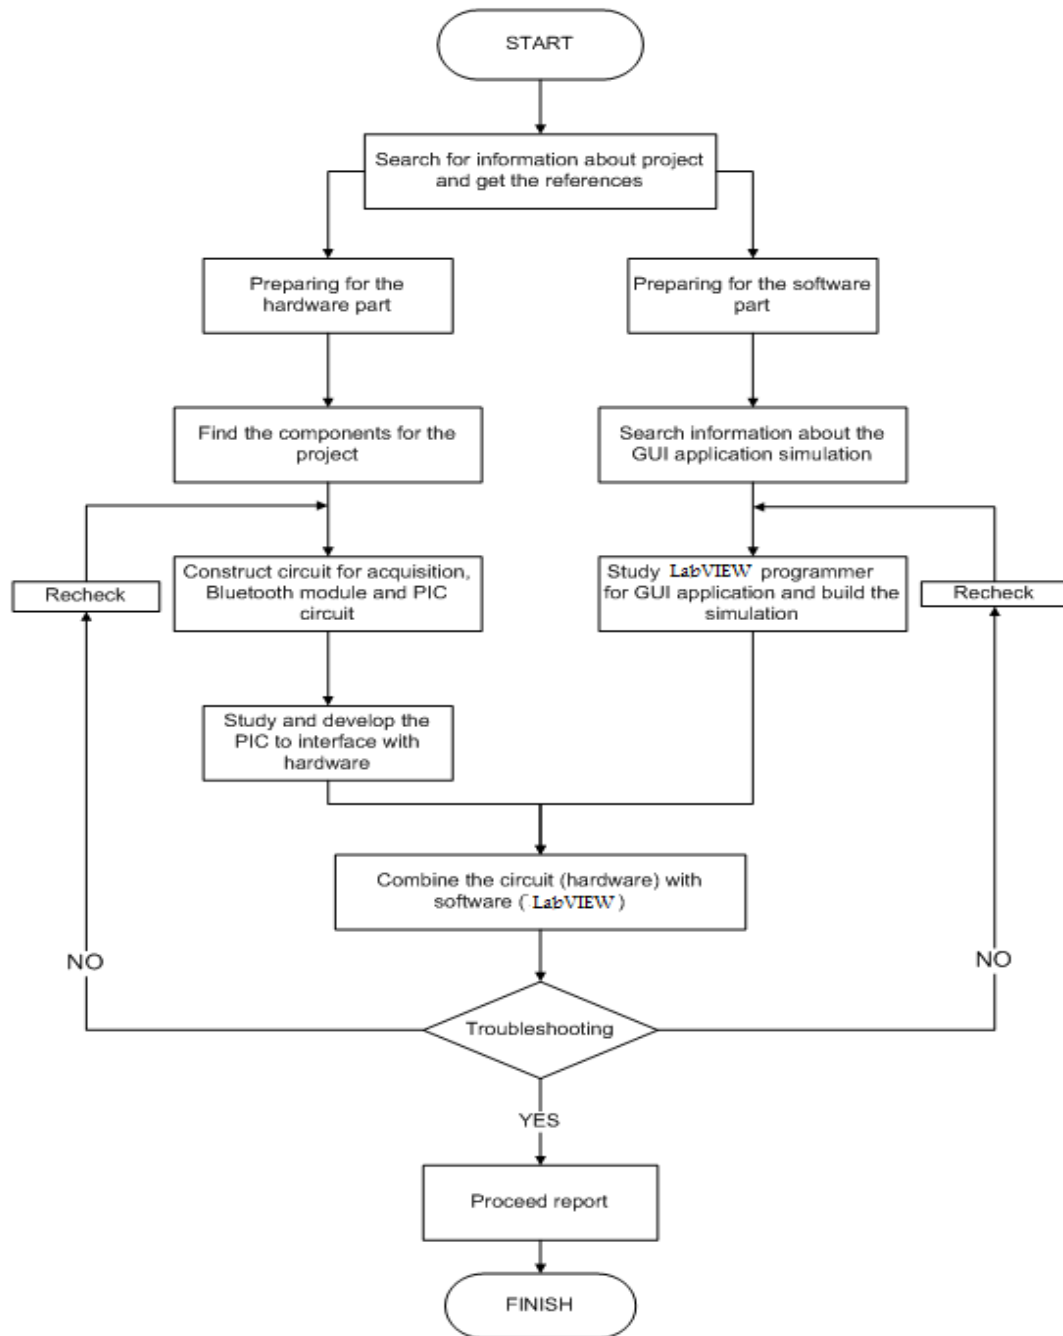 START
Search for information about project
and get the references
Preparing for the
hardware part
Preparing for the software
part
Find the components for the
project
Search information about the
GUI application simulation
Recheck
Construct circuit for acquisition,
Bluetooth module and PIC
circuit
Study LabVIEW programmer
for GUI application and build the
simulation
Recheck
Study and develop the
PIC to interface with
hardware
Combine the circuit (hardware) with
software (LabVIEW)
NO
NO
Troubleshooting
YES
Proceed report
FINISH